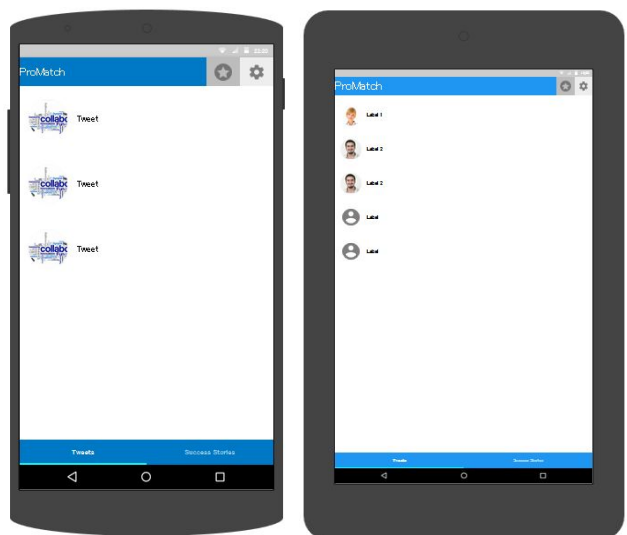 ProMatch
collabo
Tweet
collabo
Tweet
collabo
Tweet
Tweets
Success Stories
ProMatch
Label 1
Label 2
Label 2
Label
Label
Tweets
Success Stories